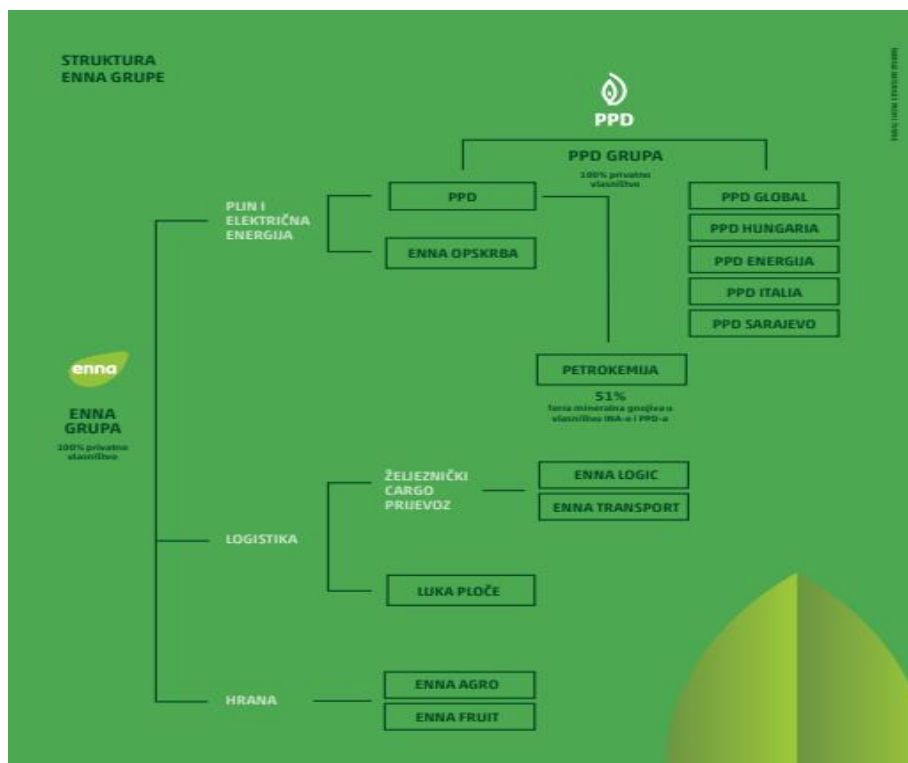 STRUKTURA
ENNA GRUPE
PPD
PPD GRUPA
100% privatno
vlasništvo
PLIN I
ELEKTRIČNA
ENERGIJA
PPD
ENNA OPSKRBA
PPD GLOBAL
PPD HUNGARIA
PPD ENERGIJA
PPD ITALIA
PPD SARAJEVO
PETROKEMIJA
51%
Terra mineralna gnojiva u
vlasništvu INA-e i PPD-a
enna
ENNA
GRUPA
100% privatno
vlasništvo
ŽELJEZNIČKI
CARGO
PRIJEVOZ
ENNA LOGIC
ENNA TRANSPORT
LOGISTIKA
LUKA PLOČE
HRANA
ENNA AGRO
ENNA FRUIT